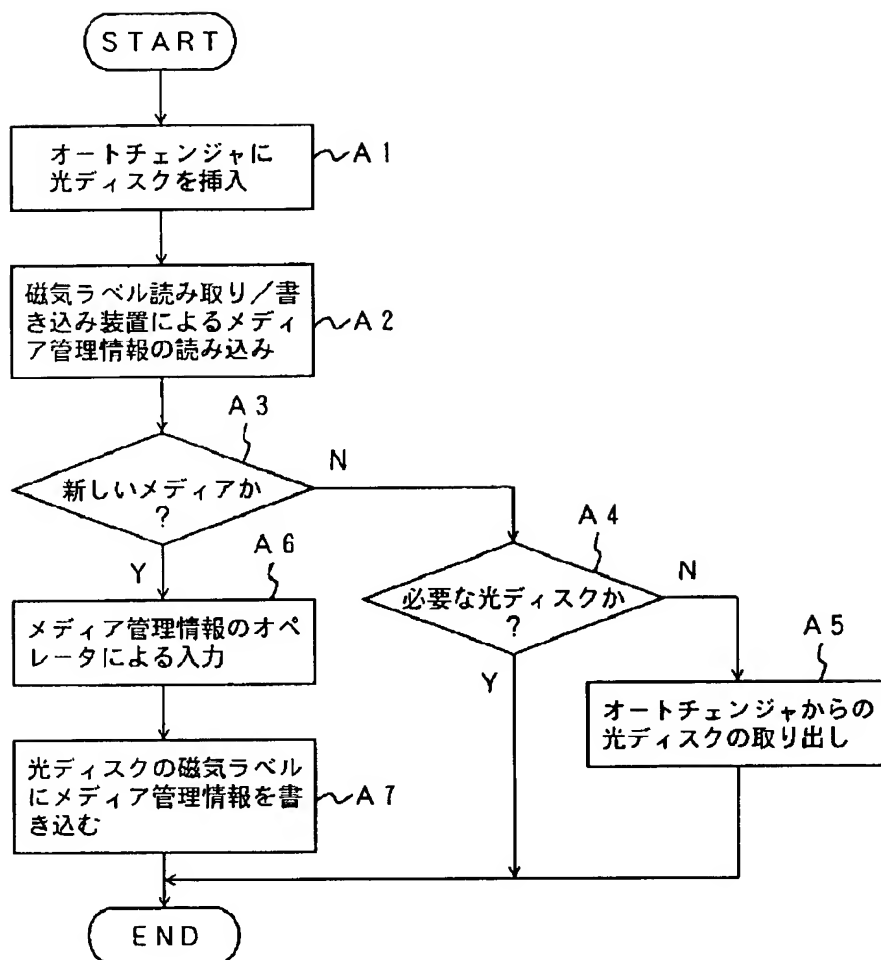 START
オートチェンジャに
光ディスクを挿入
A1
磁気ラベル読み取り／書
き込み装置によるメディ
ア管理情報の読み込み
A2
A3
新しいメディアか
?
N
Y
A4
必要な光ディスクか
?
N
Y
A5
オートチェンジャからの
光ディスクの取り出し
A6
メディア管理情報のオペ
レータによる入力
光ディスクの磁気ラベル
にメディア管理情報を書
き込む
A7
END